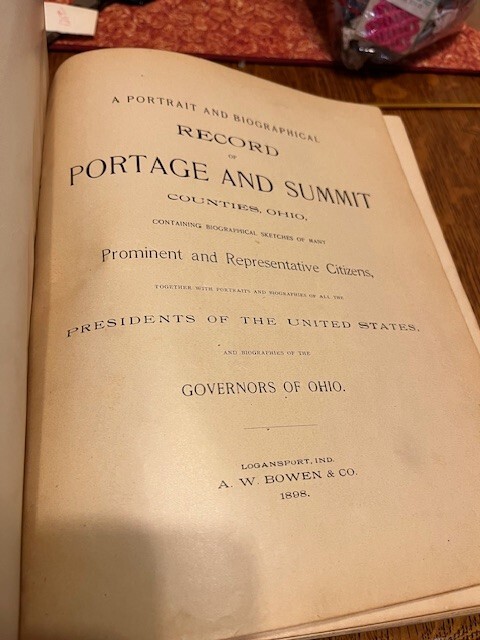 A PORTRAIT AND BIOGRAPHICAL
RECORD
OF
PORTAGE AND SUMMIT
COUNTIES, OHIO,
CONTAINING BIOGRAPHICAL SKETCHES OF MANY
Prominent and Representative Citizens,
TOGETHER WITH PORTRAITS AND BIOGRAPHIES OF ALL THE
PRESIDENTS OF THE UNITED STATES,
AND BIOGRAPHIES OF THE
GOVERNORS OF OHIO.
LOGANSPORT, IND.
A. W. BOWEN & CO.
1898.